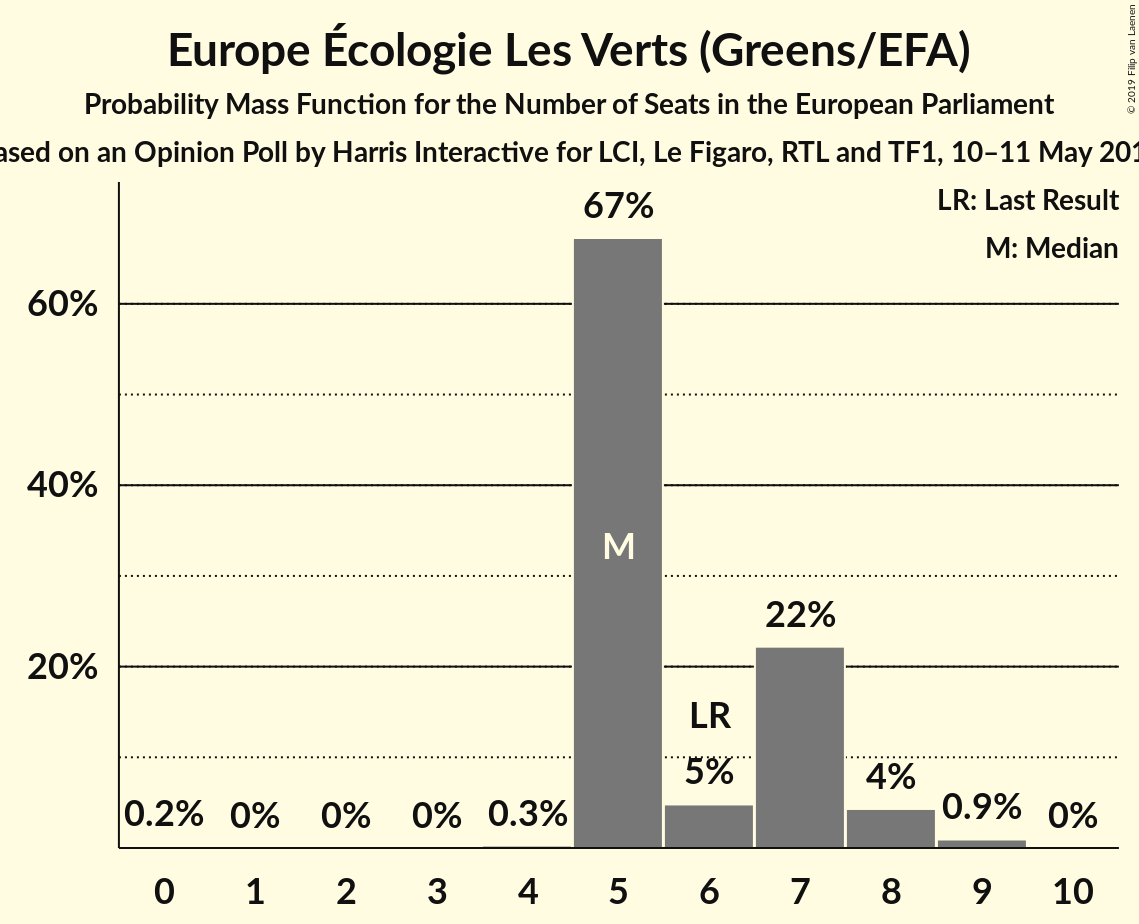 Europe Écologie Les Verts (Greens/EFA)
Probability Mass Function for the Number of Seats in the European Parliament
on an Opinion Poll by Harris Interactive for LCI, Le Figaro, RTL and TF1, 10–11 May
© 2019 Filip van Laenen
LR: Last Result
M: Median
67%
60%
40%
M
22%
20%
LR
5%
4%
0.2% 0% 0% 0% 0.3% 0.9% 0%
0 1 2 3 4 5 6 7 8 9 10